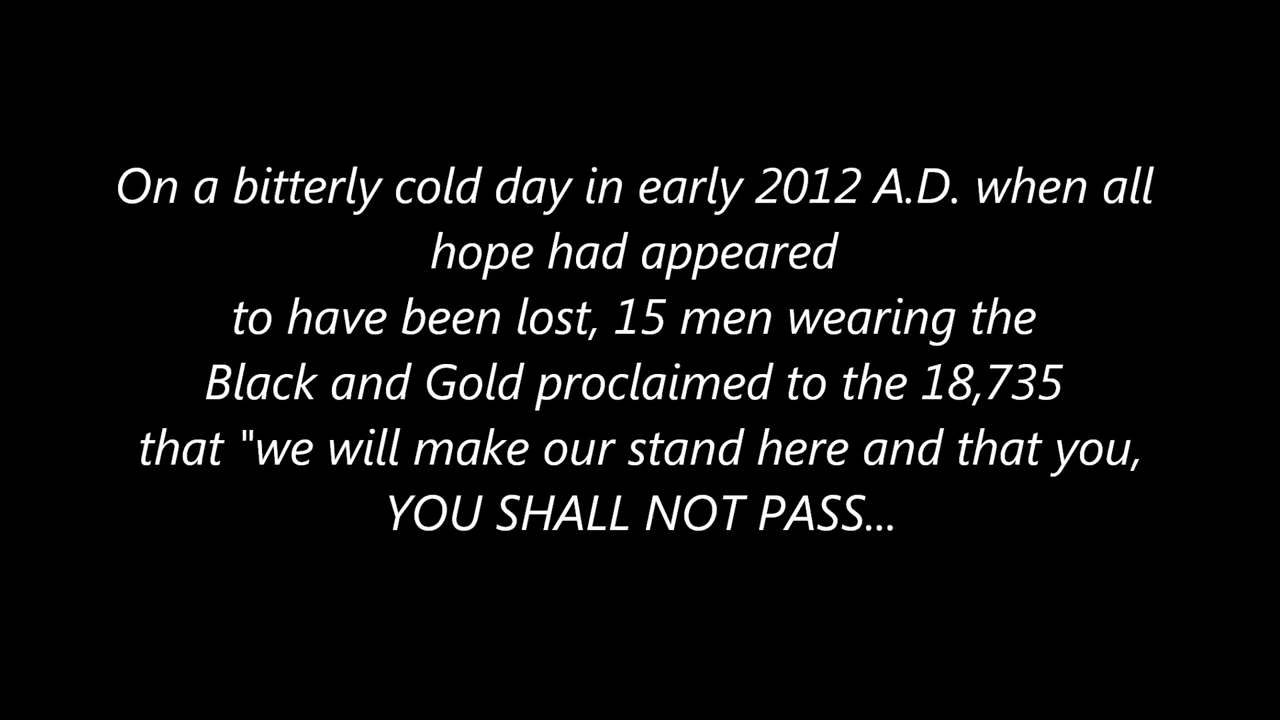 On a bitterly cold day in early 2012 A.D. when all
hope had appeared
to have been lost, 15 men wearing the
Black and Gold proclaimed to the 18,735
that "we will make our stand here and that you,
YOU SHALL NOT PASS...